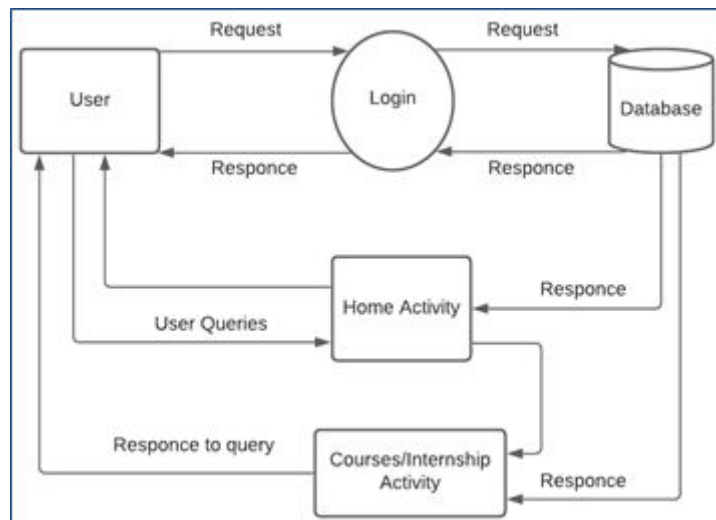 Request
Request
User
Login
Database
Responce
Responce
Home Activity
Responce
User Queries
Responce to query
Courses/Internship
Activity
Responce